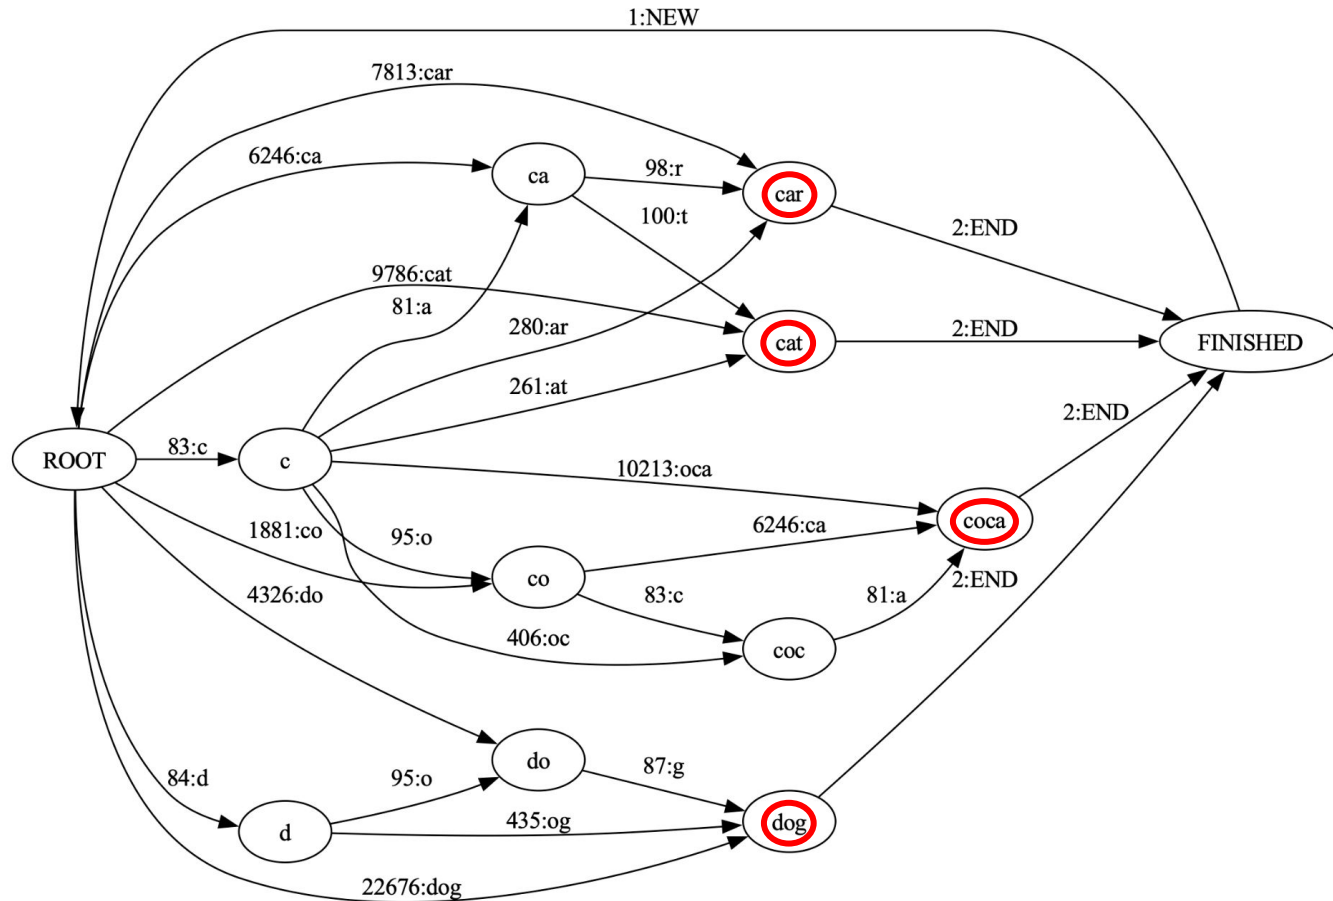 1:NEW
7813:car
6246:ca
ca
98:r
car
100:t
2:END
9786:cat
81:a
280:ar
cat
2:END
FINISHED
261:at
2:END
ROOT
83:c
c
10213:oca
coca
1881:co
95:o
6246:ca
co
2:END
4326:do
83:c
81:a
406:oc
coc
do
87:g
84:d
95:o
d
435:og
dog
22676:dog